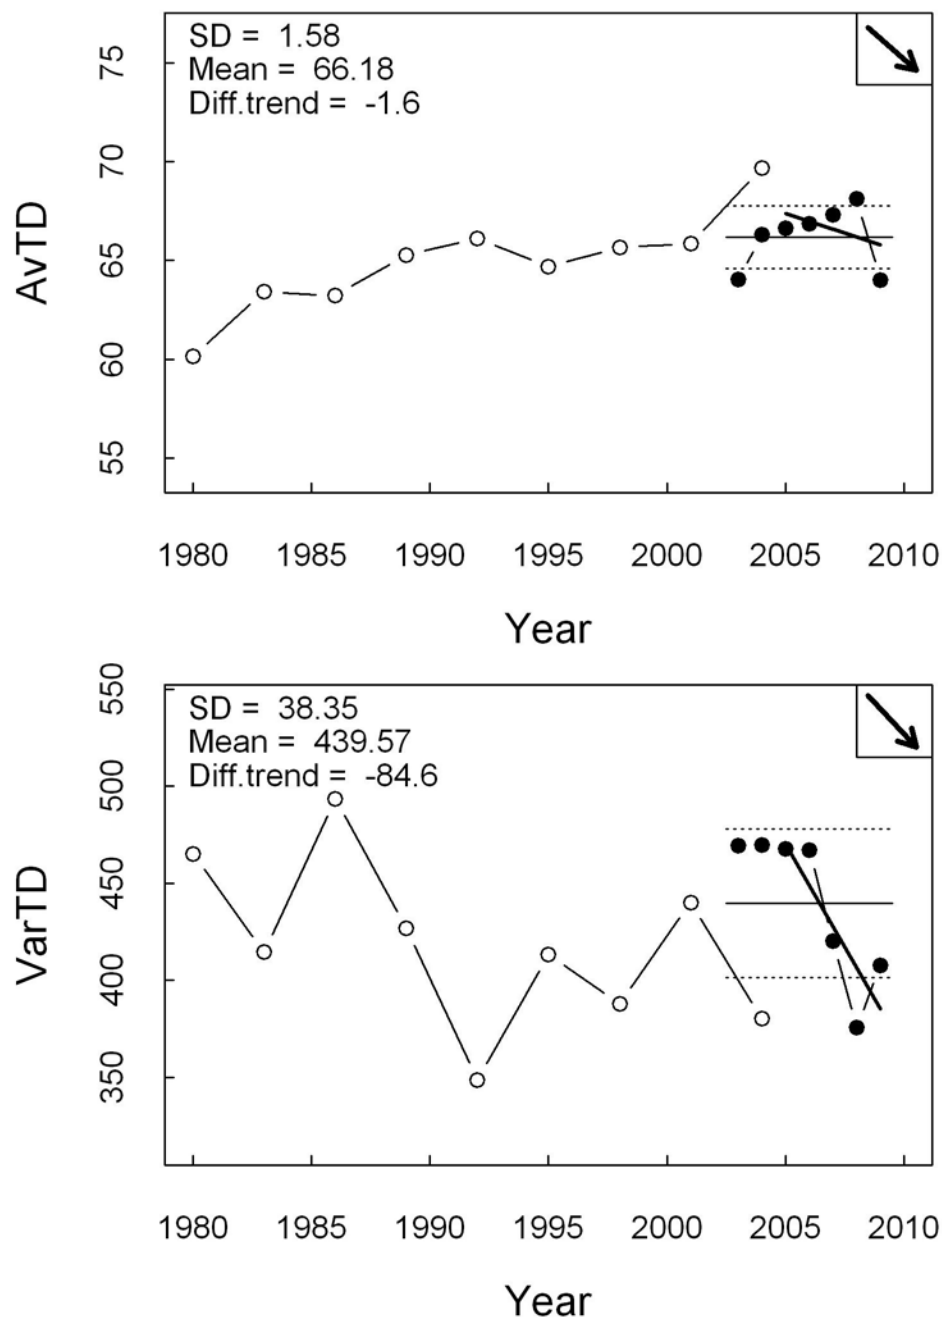 SD = 1.58
Mean = 66.18
Diff.trend = -1.6
75
70
65
60
55
AvTD
1980 1985 1990 1995 2000 2005 2010
Year
SD = 38.35
Mean = 439.57
Diff.trend = -84.6
550
500
450
400
350
VarTD
1980 1985 1990 1995 2000 2005 2010
Year